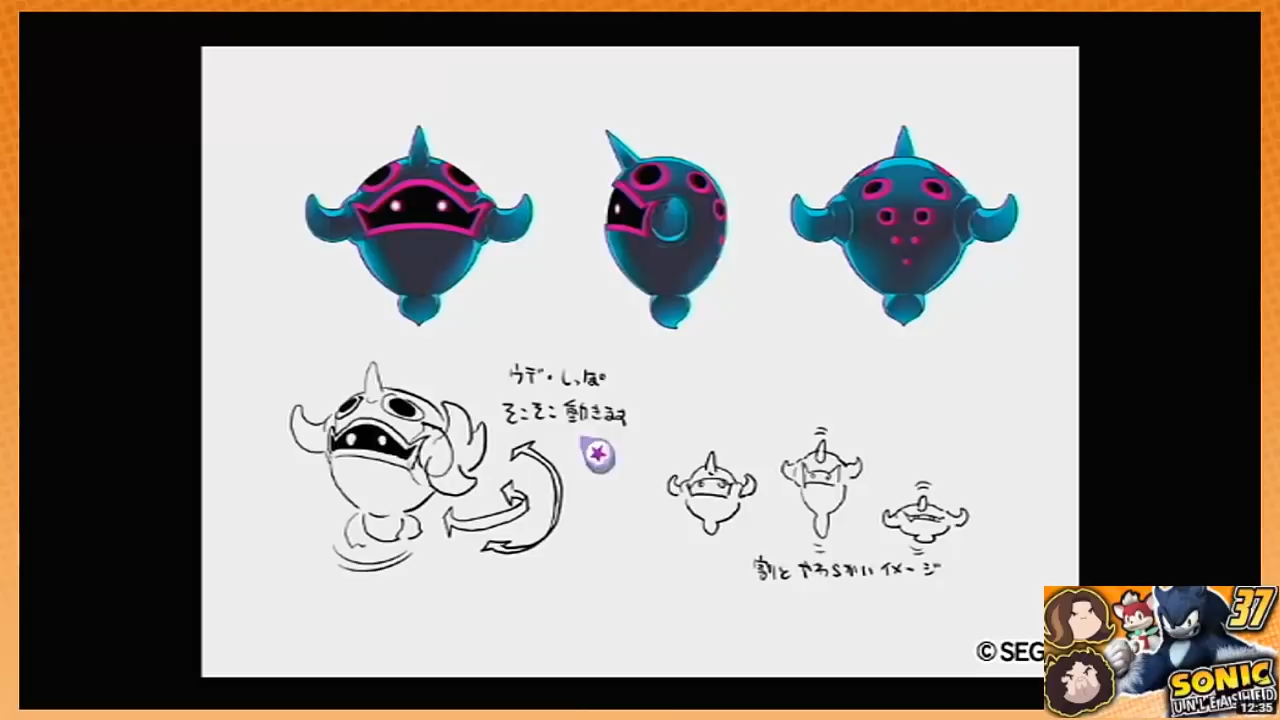 ウデ・しっぽ
そこそこ動きます
割とやわらかいイメージ
© SEG
37
SONIC
UNLEASHED
12:35